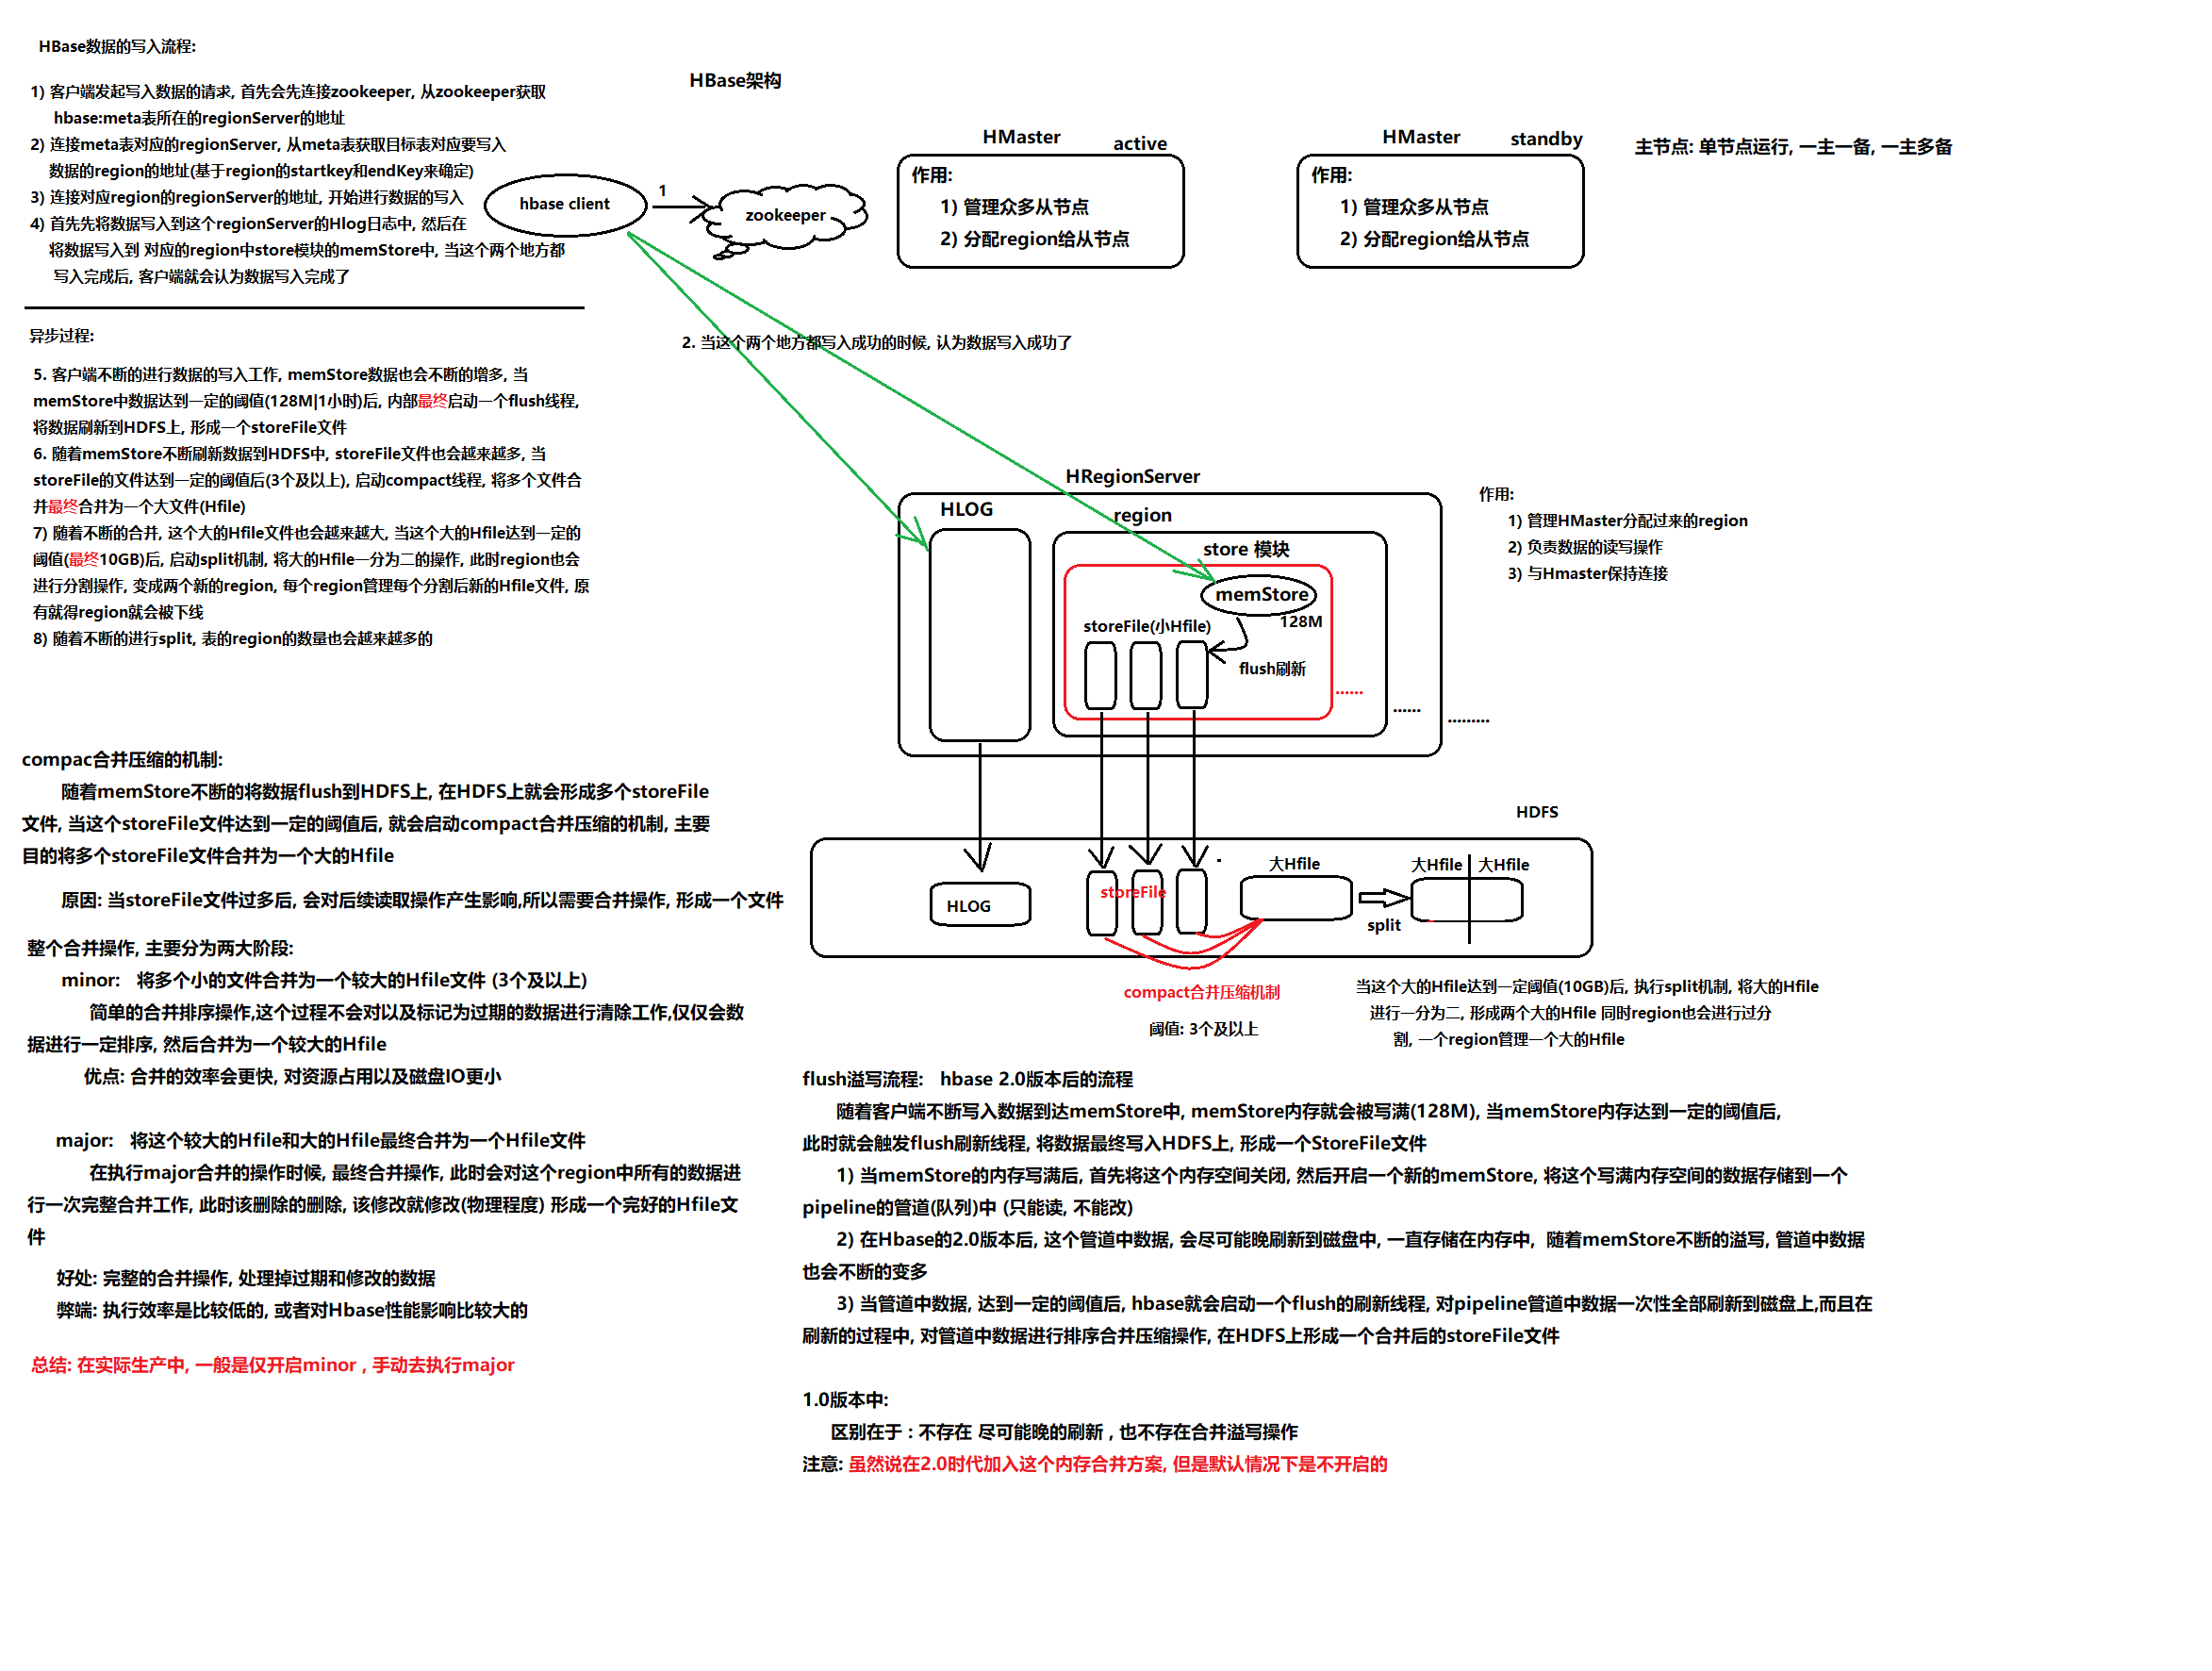 HBase数据的写入流程:
1) 客户端发起写入数据的请求, 首先会先连接zookeeper, 从zookeeper获取
hbase:meta表所在的regionServer的地址
2) 连接meta表对应的regionServer, 从meta表获取目标表对应要写入
数据的region的地址(基于region的startkey和endKey来确定)
3) 连接对应region的regionServer的地址, 开始进行数据的写入
4) 首先先将数据写入到这个regionServer的Hlog日志中, 然后在
将数据写入到 对应的region中store模块的memStore中, 当这个两个地方都
写入完成后, 客户端就会认为数据写入完成了
异步过程:
5. 客户端不断的进行数据的写入工作, memStore数据也会不断的增多, 当
memStore中数据达到一定的阈值(128M|1小时)后, 内部最终启动一个flush线程,
将数据刷新到HDFS上, 形成一个storeFile文件
6. 随着memStore不断刷新数据到HDFS中, storeFile文件也会越来越多, 当
storeFile的文件达到一定的阈值后(3个及以上), 启动compact线程, 将多个文件合
并最终合并为一个大文件(Hfile)
7) 随着不断的合并, 这个大的Hfile文件也会越来越大, 当这个大的Hfile达到一定的
阈值(最终10GB)后, 启动split机制, 将大的Hfile一分为二的操作, 此时region也会
进行分割操作, 变成两个新的region, 每个region管理每个分割后新的Hfile文件, 原
有就得region就会被下线
8) 随着不断的进行split, 表的region的数量也会越来越多的
HBase架构
hbase client
1
zookeeper
HMaster
active
作用:
1) 管理众多从节点
2) 分配region给从节点
HMaster
standby
作用:
1) 管理众多从节点
2) 分配region给从节点
主节点: 单节点运行, 一主一备, 一主多备
2. 当这个两个地方都写入成功的时候, 认为数据写入成功了
HRegionServer
HLOG
region
store 模块
memStore
128M
storeFile(小Hfile)
flush刷新
......
......
.........
作用:
1) 管理HMaster分配过来的region
2) 负责数据的读写操作
3) 与Hmaster保持连接
HDFS
HLOG
storeFile
大Hfile
split
大Hfile
大Hfile
compact合并压缩机制
阈值: 3个及以上
当这个大的Hfile达到一定阈值(10GB)后, 执行split机制, 将大的Hfile
进行一分为二, 形成两个大的Hfile 同时region也会进行过分
割, 一个region管理一个大的Hfile
compac合并压缩的机制:
随着memStore不断的将数据flush到HDFS上, 在HDFS上就会形成多个storeFile
文件, 当这个storeFile文件达到一定的阈值后, 就会启动compact合并压缩的机制, 主要
目的将多个storeFile文件合并为一个大的Hfile
原因: 当storeFile文件过多后, 会对后续读取操作产生影响,所以需要合并操作, 形成一个文件
整个合并操作, 主要分为两大阶段:
minor: 将多个小的文件合并为一个较大的Hfile文件 (3个及以上)
简单的合并排序操作,这个过程不会对以及标记为过期的数据进行清除工作,仅仅会数
据进行一定排序, 然后合并为一个较大的Hfile
优点: 合并的效率会更快, 对资源占用以及磁盘IO更小
major: 将这个较大的Hfile和大的Hfile最终合并为一个Hfile文件
在执行major合并的操作时候, 最终合并操作, 此时会对这个region中所有的数据进
行一次完整合并工作, 此时该删除的删除, 该修改就修改(物理程度) 形成一个完好的Hfile文
件
好处: 完整的合并操作, 处理掉过期和修改的数据
弊端: 执行效率是比较低的, 或者对Hbase性能影响比较大的
总结: 在实际生产中, 一般是仅开启minor , 手动去执行major
flush溢写流程: hbase 2.0版本后的流程
随着客户端不断写入数据到达memStore中, memStore内存就会被写满(128M), 当memStore内存达到一定的阈值后,
此时就会触发flush刷新线程, 将数据最终写入HDFS上, 形成一个StoreFile文件
1) 当memStore的内存写满后, 首先将这个内存空间关闭, 然后开启一个新的memStore, 将这个写满内存空间的数据存储到一个
pipeline的管道(队列)中 (只能读, 不能改)
2) 在Hbase的2.0版本后, 这个管道中数据, 会尽可能晚刷新到磁盘中, 一直存储在内存中, 随着memStore不断的溢写, 管道中数据
也会不断的变多
3) 当管道中数据, 达到一定的阈值后, hbase就会启动一个flush的刷新线程, 对pipeline管道中数据一次性全部刷新到磁盘上,而且在
刷新的过程中, 对管道中数据进行排序合并压缩操作, 在HDFS上形成一个合并后的storeFile文件
1.0版本中:
区别在于 : 不存在 尽可能晚的刷新 , 也不存在合并溢写操作
注意: 虽然说在2.0时代加入这个内存合并方案, 但是默认情况下是不开启的